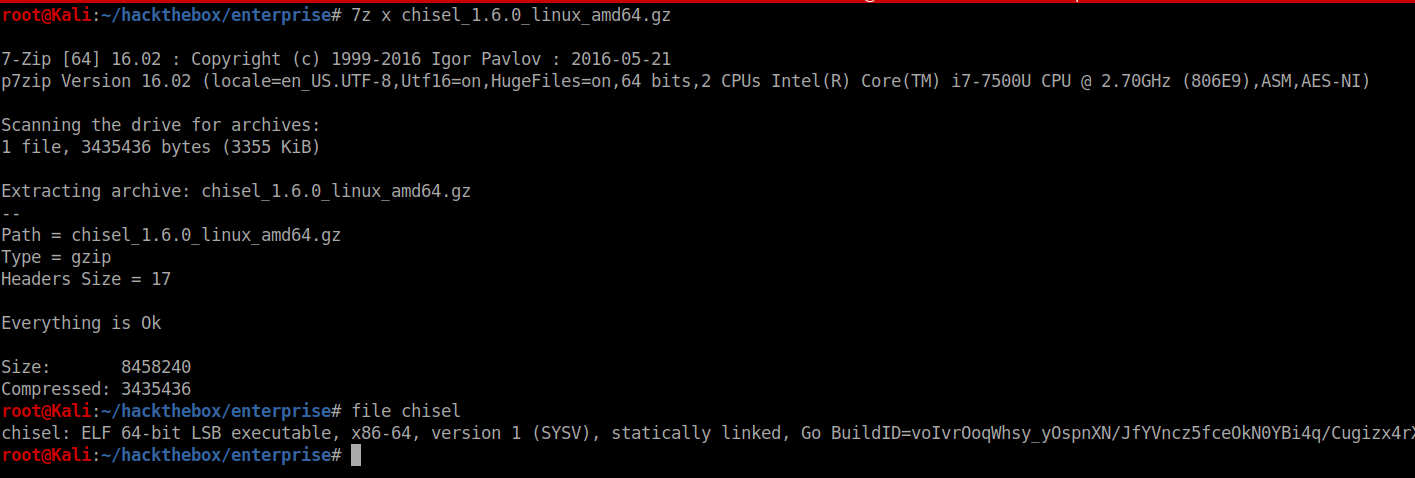 root@Kali:~/hackthebox/enterprise# 7z x chisel_1.6.0_linux_amd64.gz
7-Zip [64] 16.02 : Copyright (c) 1999-2016 Igor Pavlov : 2016-05-21
p7zip Version 16.02 (locale=en_US.UTF-8,Utf16=on,HugeFiles=on,64 bits,2 CPUs Intel(R) Core(TM) i7-7500U CPU @ 2.70GHz (806E9),ASM,AES-NI)
Scanning the drive for archives:
1 file, 3435436 bytes (3355 KiB)
Extracting archive: chisel_1.6.0_linux_amd64.gz
--
Path = chisel_1.6.0_linux_amd64.gz
Type = gzip
Headers Size = 17
Everything is Ok
Size:       8458240
Compressed: 3435436
root@Kali:~/hackthebox/enterprise# file chisel
chisel: ELF 64-bit LSB executable, x86-64, version 1 (SYSV), statically linked, Go BuildID=voIvrOoqWhsy_yOspnXN/JfYVncz5fceOkN0YBi4q/Cugizx4rX
root@Kali:~/hackthebox/enterprise#